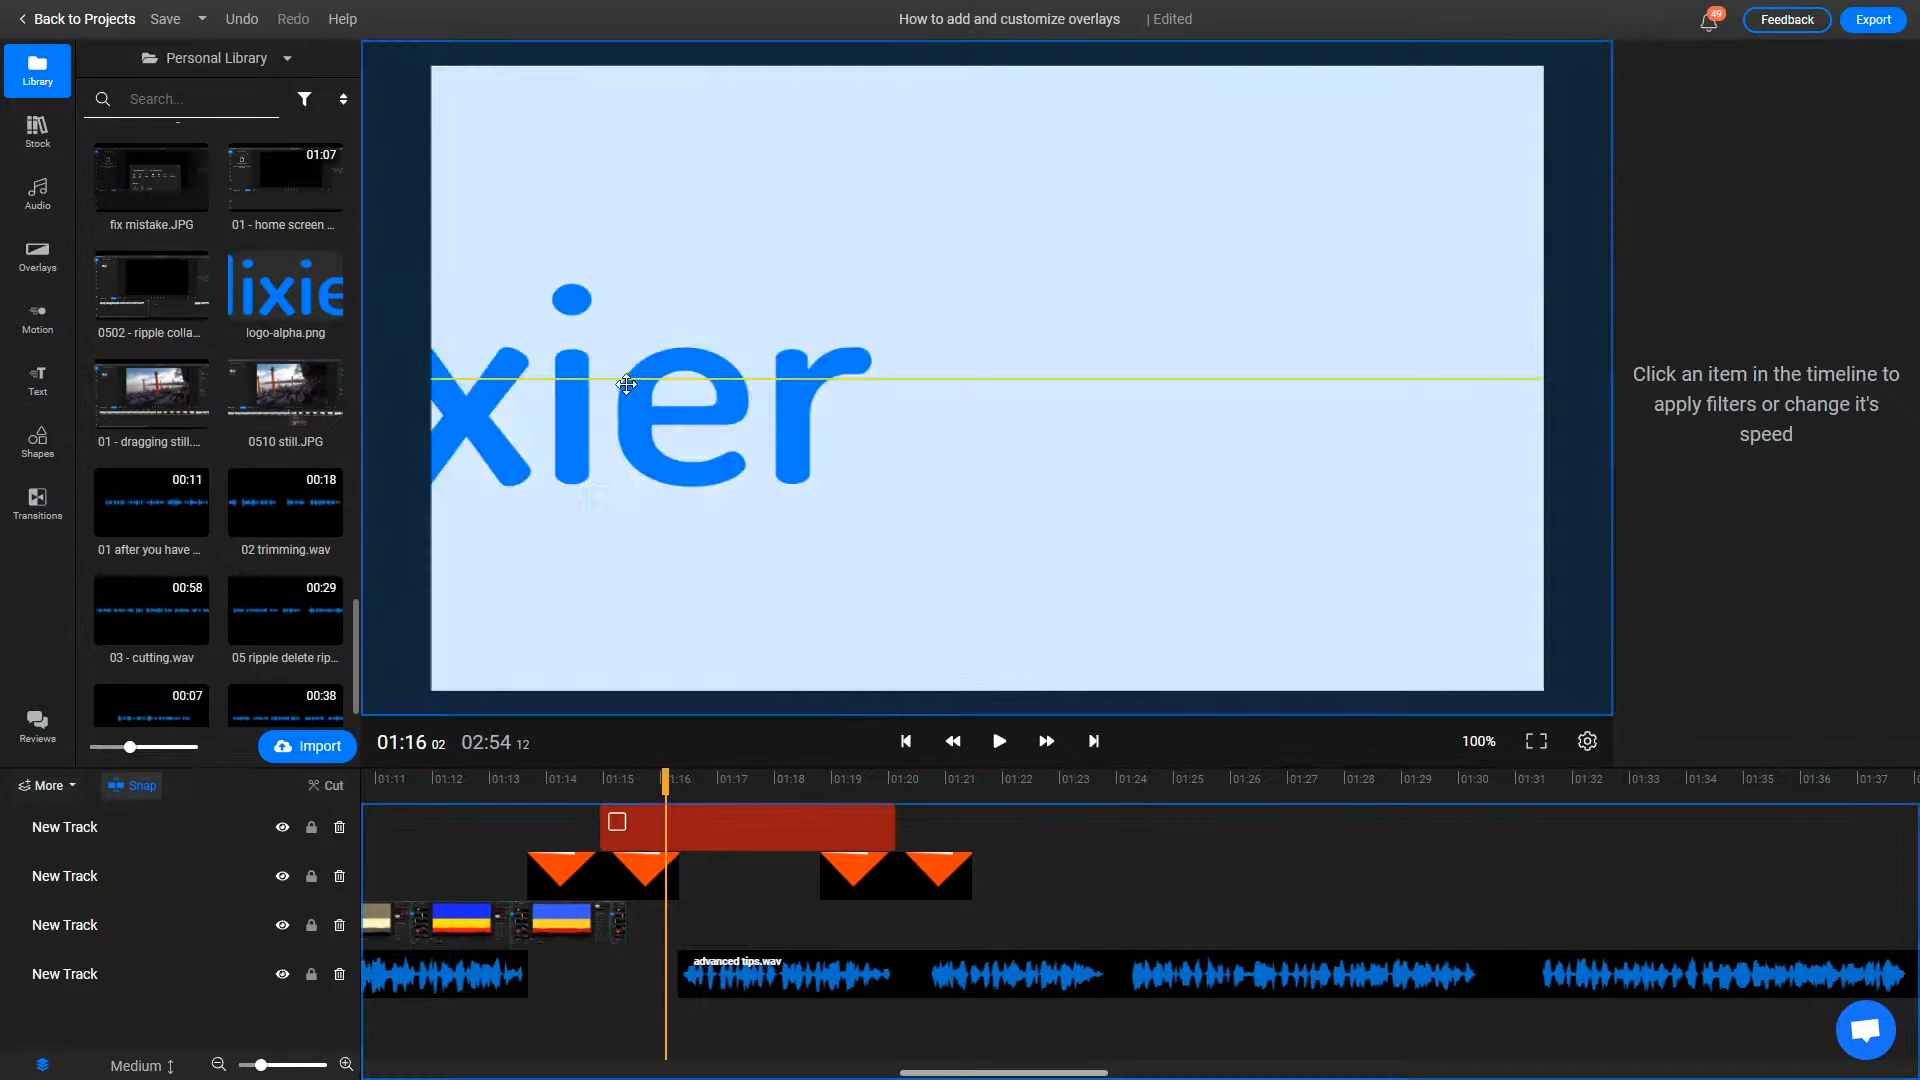 Back to Projects Save Undo Redo Help How to add and customize overlays | Edited 49 Feedback Export
Library
Stock
Audio
Overlays
Motion
Text
Shapes
Transitions
Reviews
Personal Library
Search...
fix mistake.JPG
01:07
01 - home screen ...
0502 - ripple colla...
lixie
logo-alpha.png
01 - dragging still....
0510 still.JPG
00:11
01 after you have ...
00:18
02 trimming.wav
00:58
03 - cutting.wav
00:29
05 ripple delete rip...
00:07
00:38
Import
xier
Click an item in the timeline to
apply filters or change it's
speed
01:16 02 02:54 12
100%
More Snap Cut
01:11 01:12 01:13 01:14 01:15 01:16 01:17 01:18 01:19 01:20 01:21 01:22 01:23 01:24 01:25 01:26 01:27 01:28 01:29 01:30 01:31 01:32 01:33 01:34 01:35 01:36 01:37
New Track
New Track
New Track
New Track
advanced tips.wav
Medium